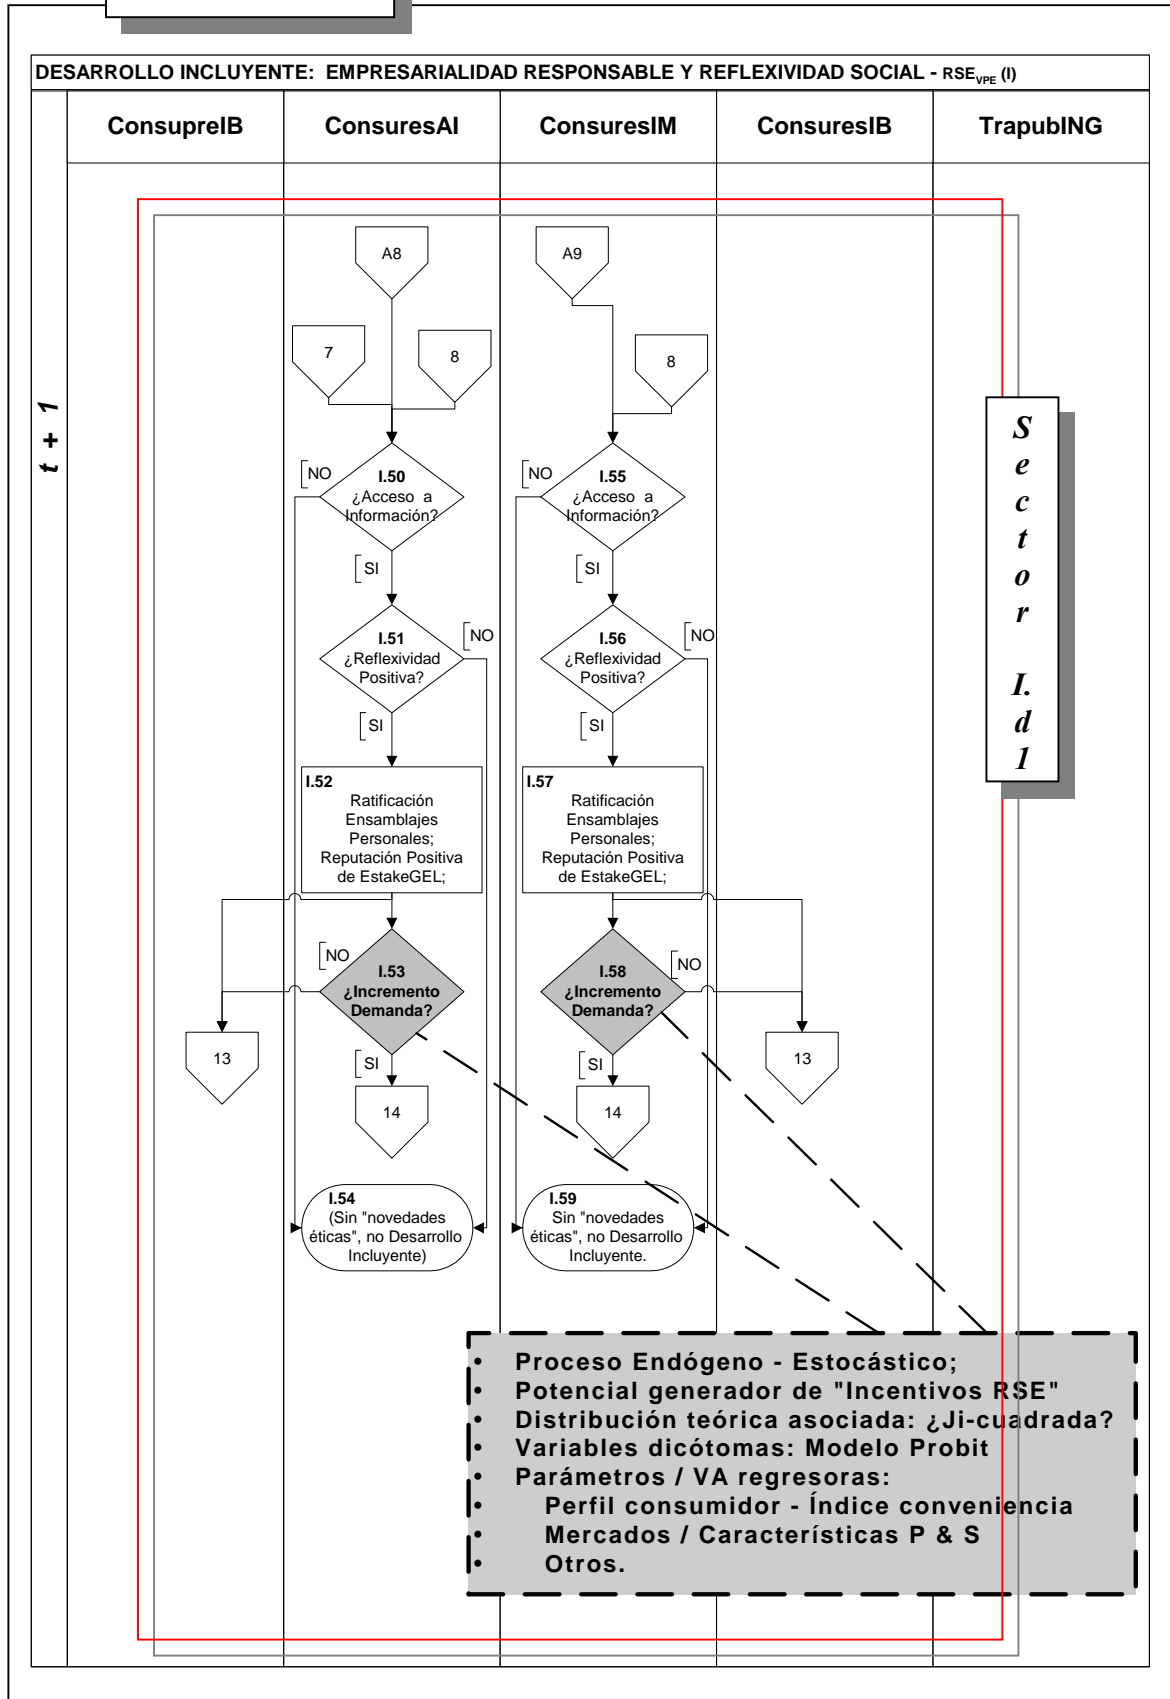 DESARROLLO INCLUYENTE: EMPRESARIALIDAD RESPONSABLE Y REFLEXIVIDAD SOCIAL - RSE VPE (I)
ConsupreIB
ConsuresAI
ConsuresIM
ConsuresIB
TrapubING
t + 1
A8
A9
7
8
8
NO
I.50
¿Acceso a
Información?
SI
NO
I.55
¿Acceso a
Información?
SI
I.51
¿Reflexividad
Positiva?
NO
SI
I.56
¿Reflexividad
Positiva?
NO
SI
I.52
Ratificación
Ensamblajes
Personales;
Reputación Positiva
de EstakeGEL;
I.57
Ratificación
Ensamblajes
Personales;
Reputación Positiva
de EstakeGEL;
NO
I.53
¿Incremento
Demanda?
SI
I.58
¿Incremento
Demanda?
NO
SI
13
14
14
13
I.54
(Sin "novedades
éticas", no Desarrollo
Incluyente)
I.59
Sin "novedades
éticas", no Desarrollo
Incluyente.
Sector I.d1
• Proceso Endógeno - Estocástico;
• Potencial generador de "Incentivos RSE"
• Distribución teórica asociada: ¿Ji-cuadrada?
• Variables dicótomas: Modelo Probit
• Parámetros / VA regresoras:
• Perfil consumidor - Índice conveniencia
• Mercados / Características P & S
• Otros.